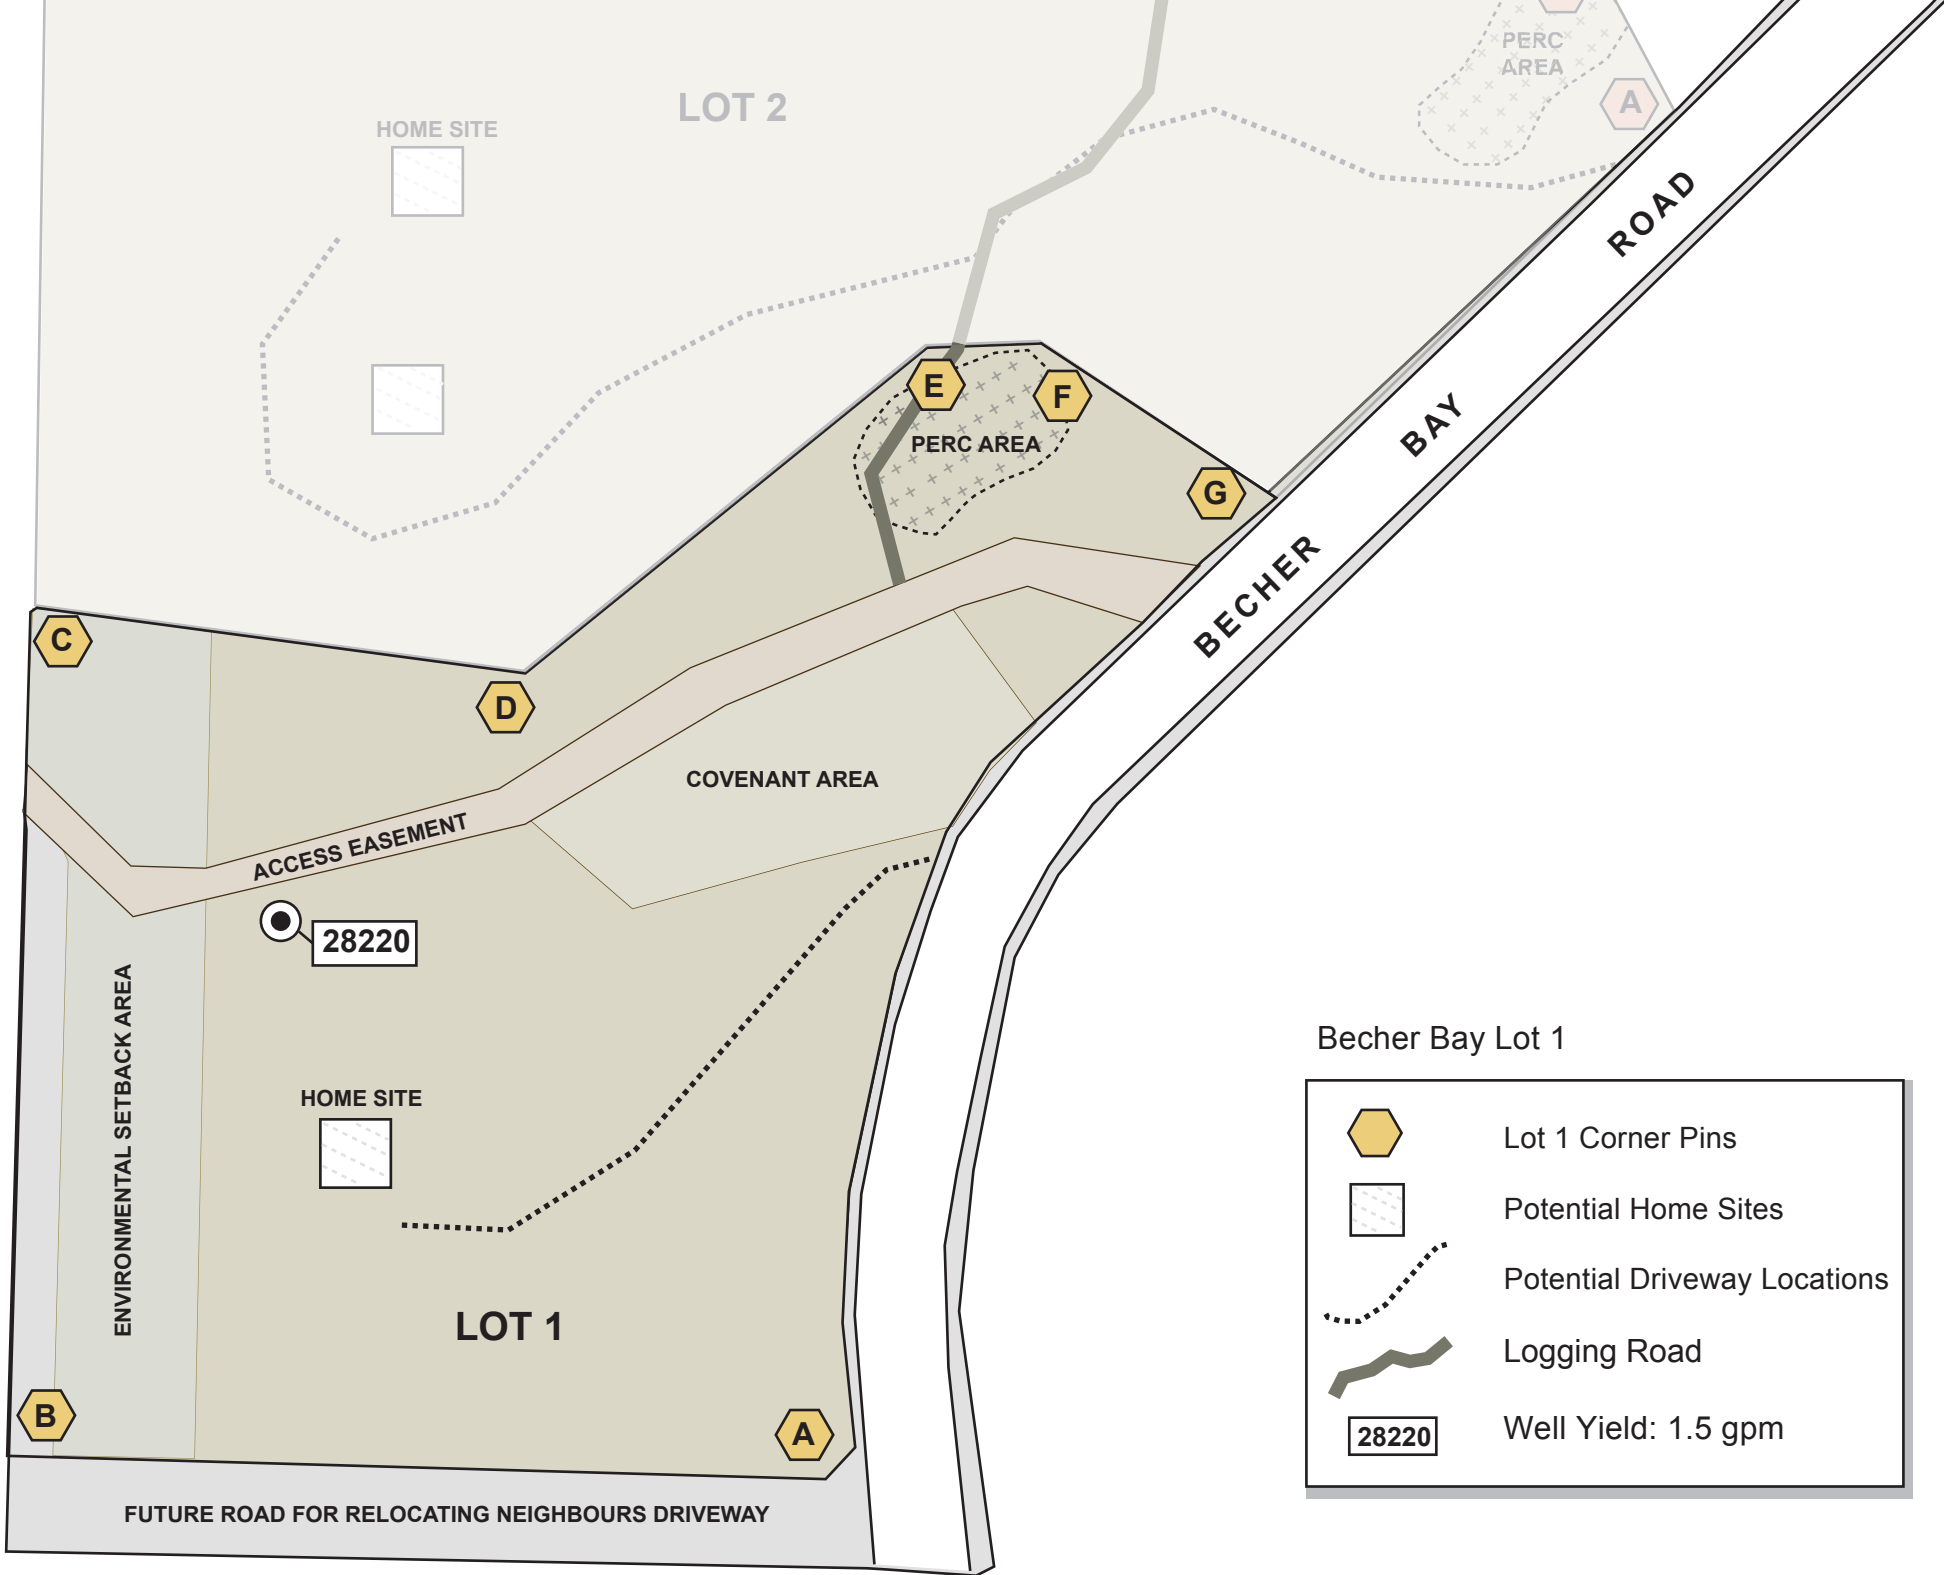 PERC
AREA
A
LOT 2
HOME SITE
ROAD
BAY
BECHER
E
F
PERC AREA
G
C
D
COVENANT AREA
ACCESS EASEMENT
28220
ENVIRONMENTAL SETBACK AREA
HOME SITE
LOT 1
B
A
FUTURE ROAD FOR RELOCATING NEIGHBOURS DRIVEWAY
Becher Bay Lot 1
Lot 1 Corner Pins
Potential Home Sites
Potential Driveway Locations
Logging Road
28220 Well Yield: 1.5 gpm